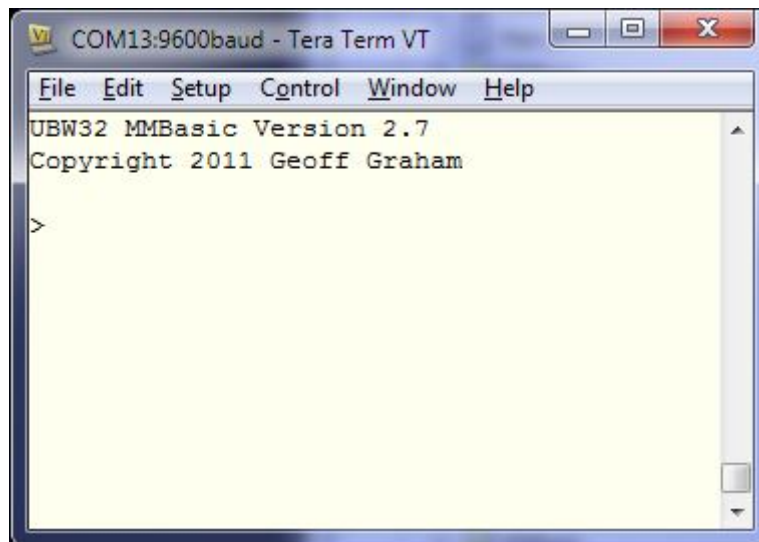 COM13:9600baud - Tera Term VT
File Edit Setup Control Window Help
UBW32 MMBasic Version 2.7
Copyright 2011 Geoff Graham
>